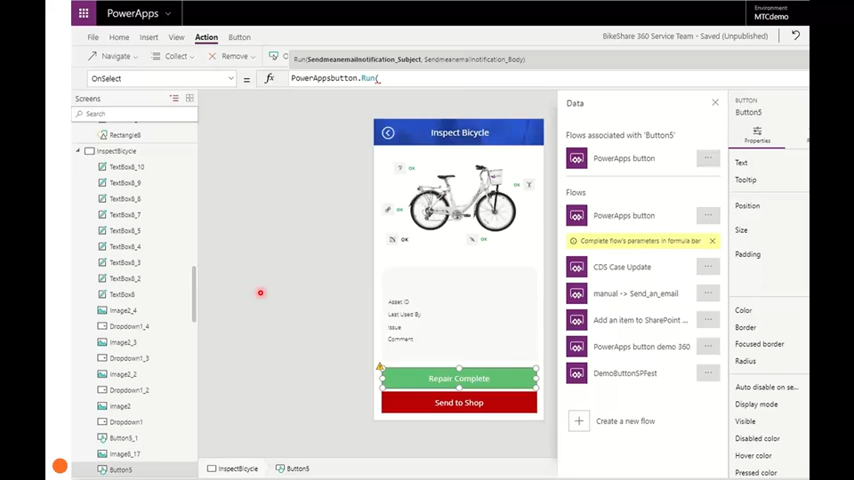 PowerApps
Environment
MTCdemo
File Home Insert View Action Button
BikeShare 360 Service Team - Saved (Unpublished)
Navigate Collect Remove
Run(Sendmeanemailnotification_Subject, Sendmeanemailnotification_Body)
OnSelect = fx PowerAppsbutton.Run(
Screens
Search
Rectangle8
InspectBicycle
TextBox8_10
TextBox8_9
TextBox8_8
TextBox8_7
TextBox8_5
TextBox8_4
TextBox8_3
TextBox8_2
TextBox8
Image2_4
Dropdown1_4
Image2_3
Dropdown1_3
Image2_2
Dropdown1_2
Image2
Dropdown1
Button5_1
Image8_17
Button5
Inspect Bicycle
OK
OK
OK
OK
OK
Asset ID
Last Used By
Issue
Comment
Repair Complete
Send to Shop
InspectBicycle Button5
Data
Flows associated with 'Button5'
PowerApps button
Flows
PowerApps button
Complete flow's parameters in formula bar
CDS Case Update
manual -> Send_an_email
Add an item to SharePoint ...
PowerApps button demo 360
DemoButtonSPFest
Create a new flow
BUTTON
Button5
Properties
Text
Tooltip
Position
Size
Padding
Color
Border
Focused border
Radius
Auto disable on se...
Display mode
Visible
Disabled color
Hover color
Pressed color